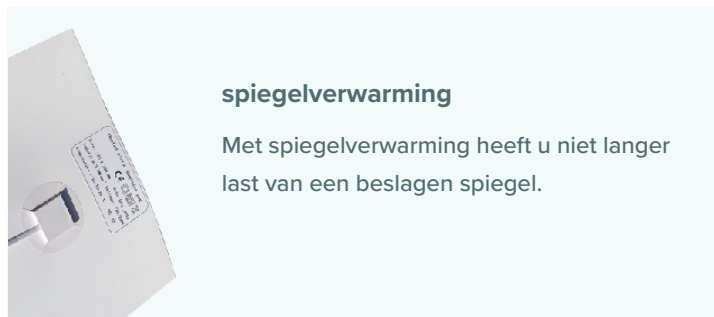 spiegelverwarming
Met spiegelverwarming heeft u niet langer
last van een beslagen spiegel.